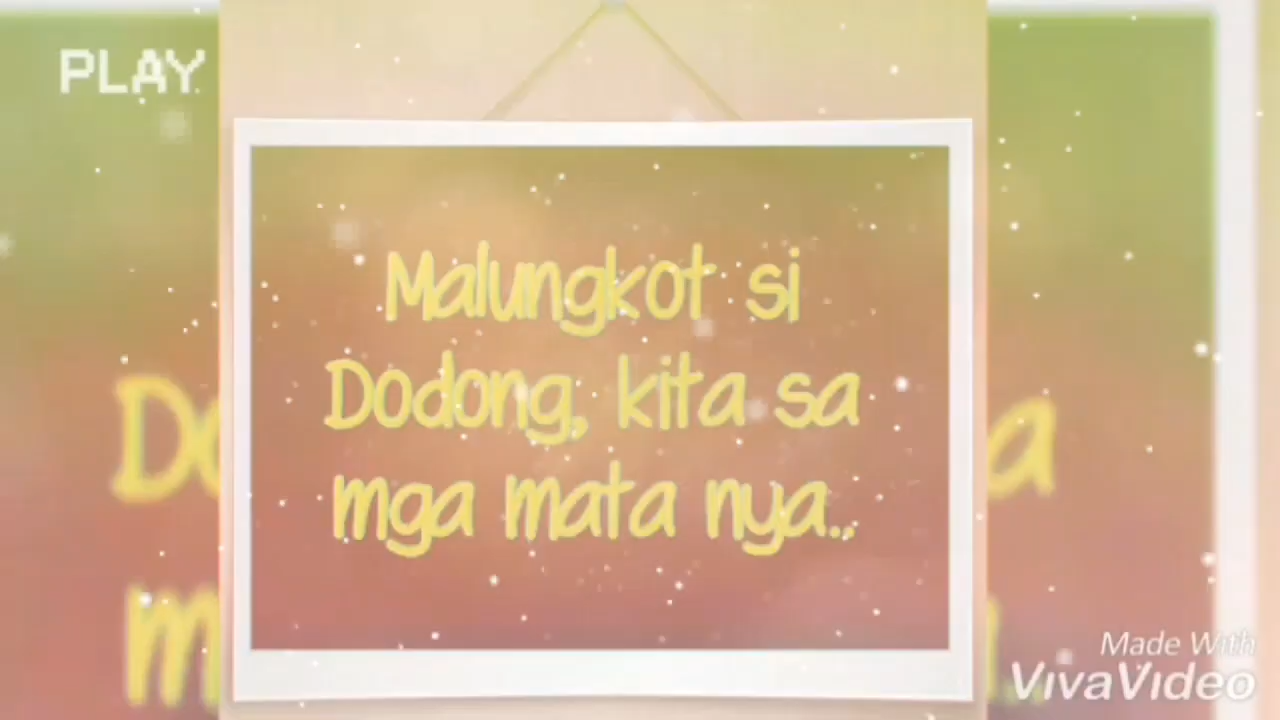 PLAY
Malungkot si
Dodong, kita sa
mga mata nya..
Made With
VivaVideo